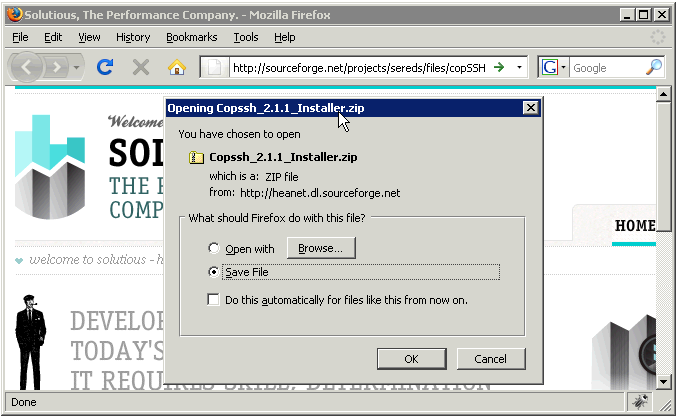 Solutious, The Performance Company. - Mozilla Firefox
File Edit View History Bookmarks Tools Help
http://sourceforge.net/projects/sereds/files/copSSH
G Google
Opening Copssh_2.1.1_Installer.zip
You have chosen to open
Copssh_2.1.1_Installer.zip
which is a: ZIP file
from: http://heanet.dl.sourceforge.net
What should Firefox do with this file?
Open with Browse...
Save File
Do this automatically for files like this from now on.
OK Cancel
Welcome
SOL
THE
COMP
HOME
welcome to solutious - h
DEVELO
TODAY'S
IT REQUIRES SKILL, DETERMINATION
Done